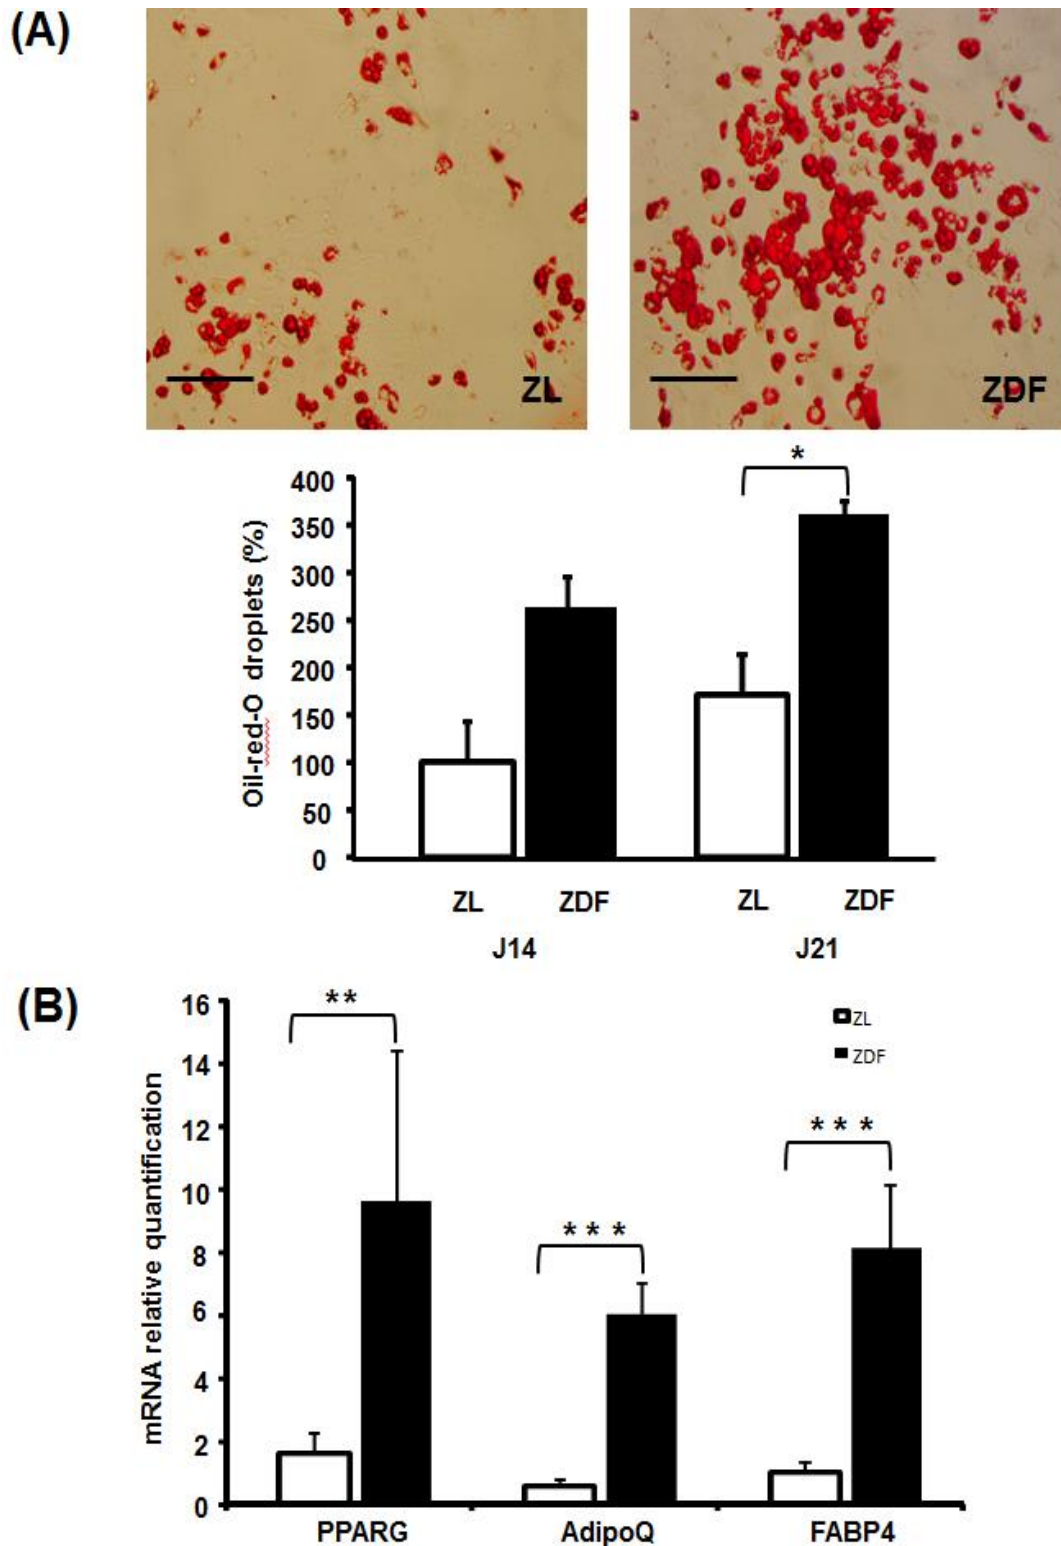 (A)
ZL
ZDF
*
400
350
300
250
200
150
100
50
0
Oil-red-O droplets (%)
ZL ZDF ZL ZDF
J14 J21
(B)
16
14
12
10
8
6
4
2
0
mRNA relative quantification
**
***
***
ZL
ZDF
PPARG AdipoQ FABP4